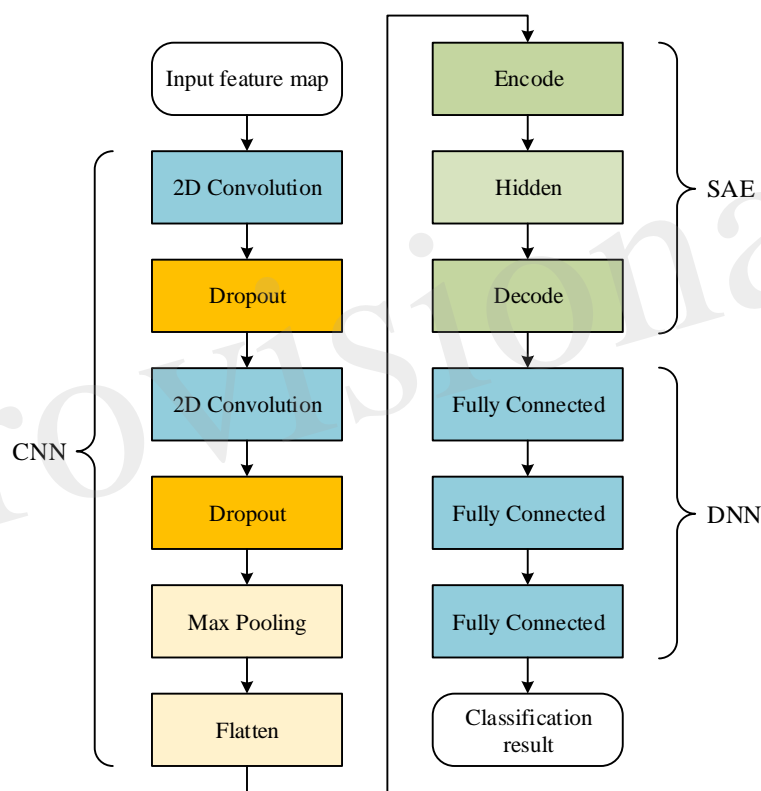 Input feature map
2D Convolution
Dropout
2D Convolution
Dropout
Max Pooling
Flatten
CNN
Encode
Hidden
Decode
SAE
Fully Connected
Fully Connected
Fully Connected
DNN
Classification
result
rovisiona